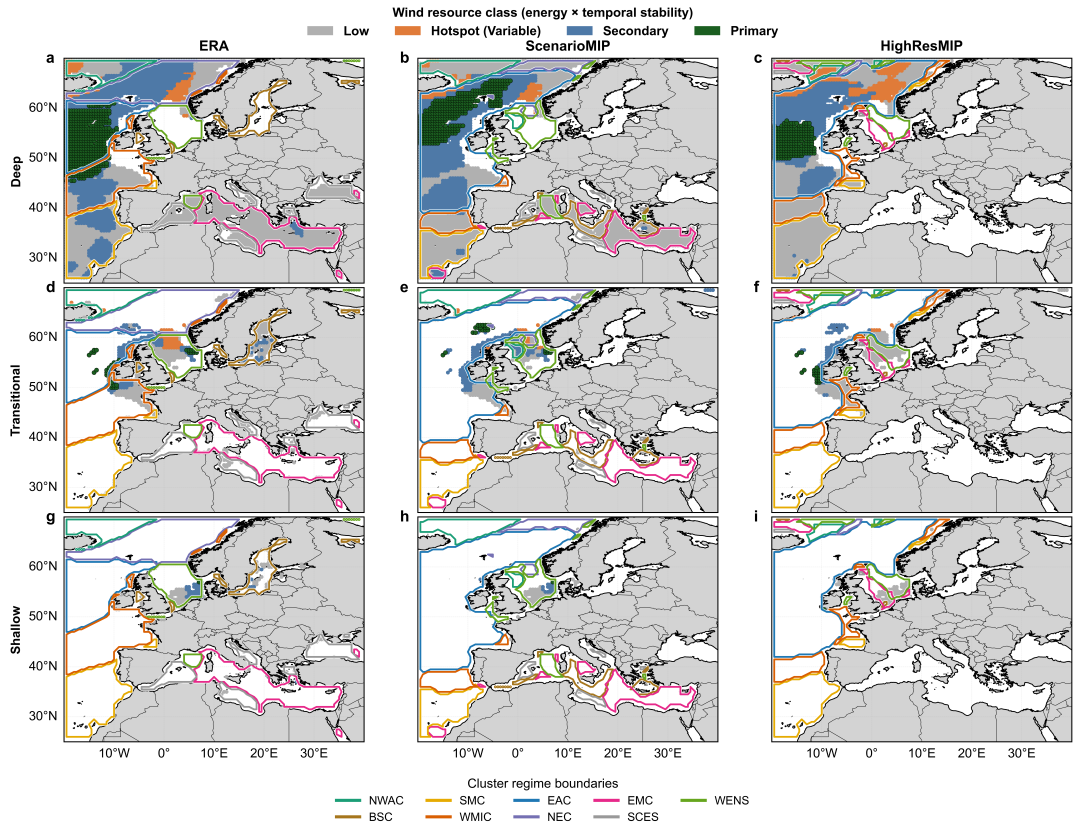 Wind resource class (energy × temporal stability)
Low Hotspot (Variable) Secondary Primary
ERA ScenarioMIP HighResMIP
a b c
Deep
60°N
50°N
40°N
30°N
d e f
Transitional
60°N
50°N
40°N
30°N
g h i
Shallow
60°N
50°N
40°N
30°N
10°W 0° 10°E 20°E 30°E 10°W 0° 10°E 20°E 30°E 10°W 0° 10°E 20°E 30°E
Cluster regime boundaries
NWAC SMC EAC EMC WENS
BSC WMIC NEC SCES